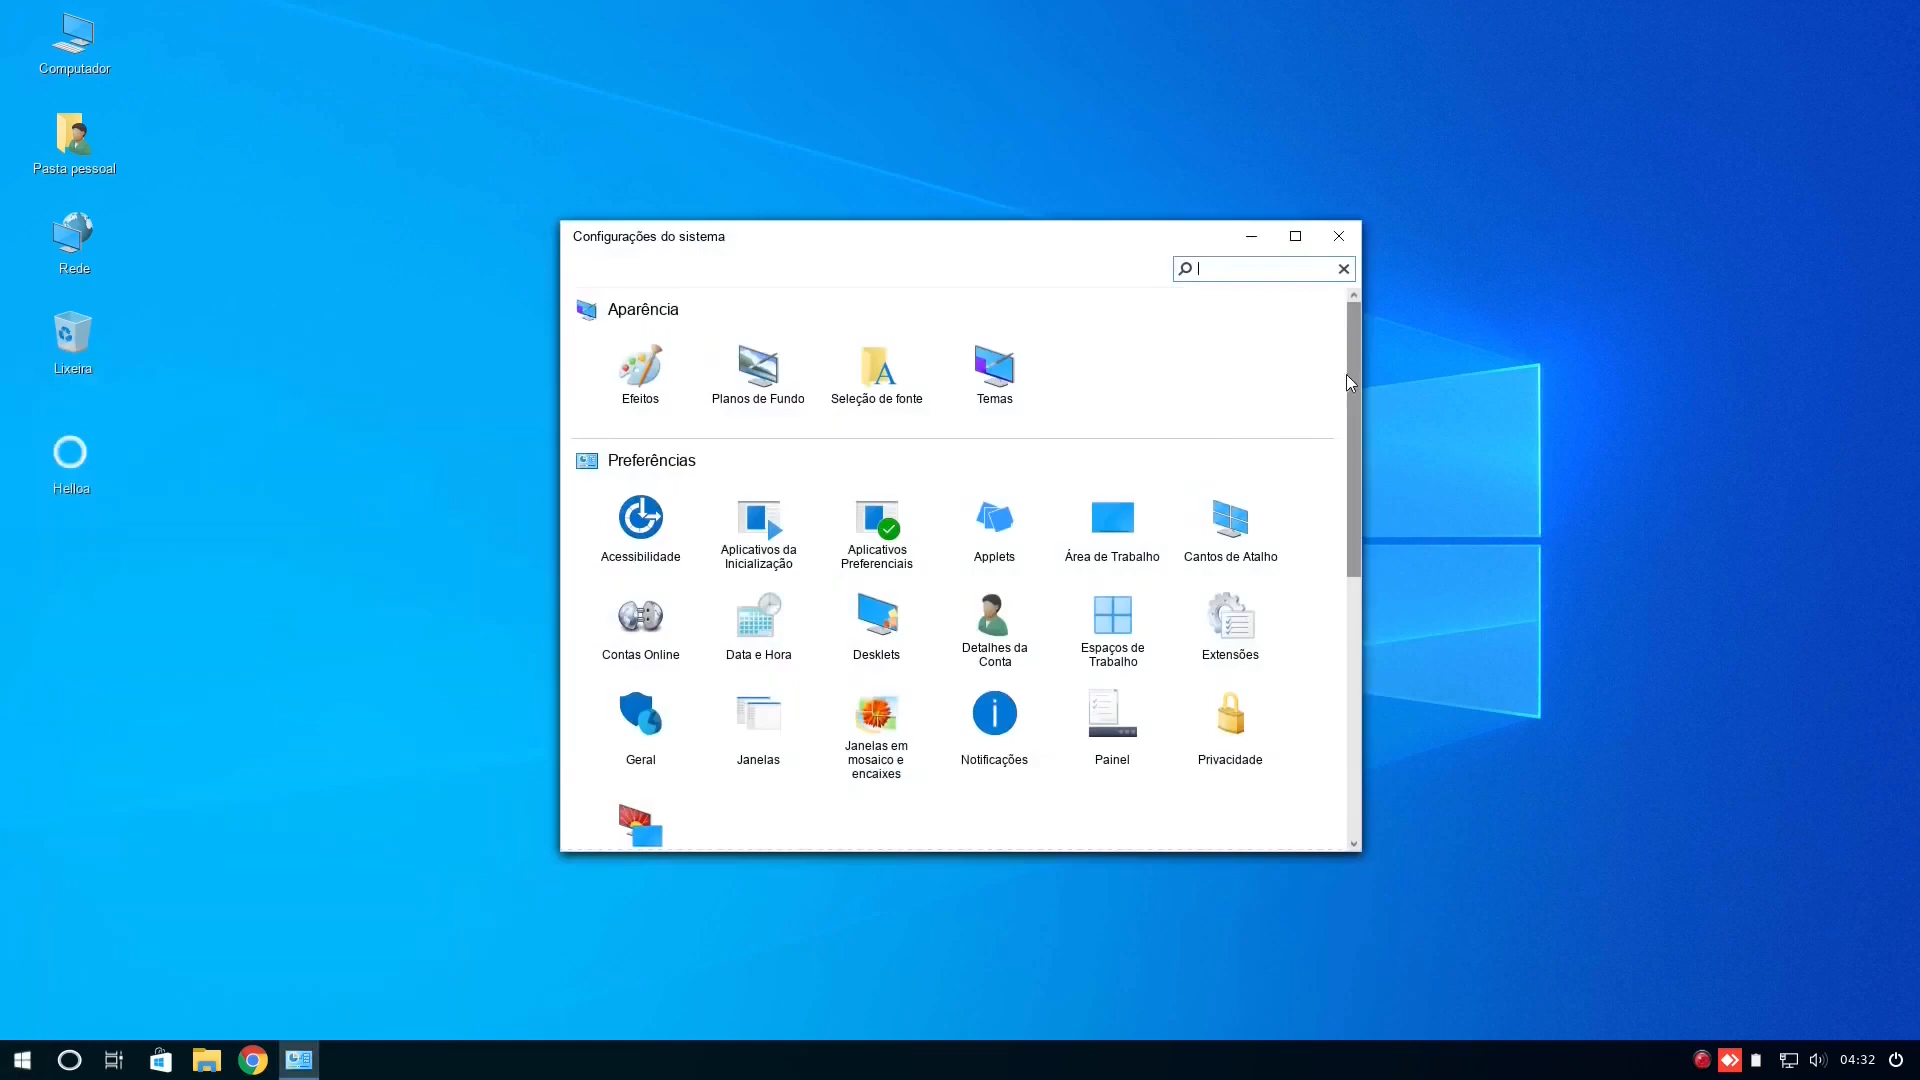 Computador
Pasta pessoal
Rede
Lixeira
Helloa
Configurações do sistema
Aparência
Efeitos
Planos de Fundo
Seleção de fonte
Temas
Preferências
Acessibilidade
Aplicativos da
Inicialização
Aplicativos
Preferenciais
Applets
Área de Trabalho
Cantos de Atalho
Contas Online
Data e Hora
Desklets
Detalhes da
Conta
Espaços de
Trabalho
Extensões
Geral
Janelas
Janelas em
mosaico e
encaixes
Notificações
Painel
Privacidade
04:32